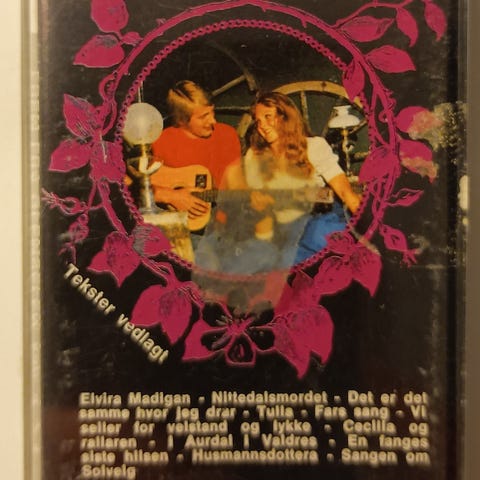 Tekster vedlagt
Elvira Madigan · Nittedalsmordet · Det er det
samme hvor jeg drar · Tulla · Fars sang · Vi
seiler for velstand og lykke · Cecilia og
rallaren · I Aurdal i Valdres · En fanges
siste hilsen · Husmannsdottera · Sangen om
Solveig